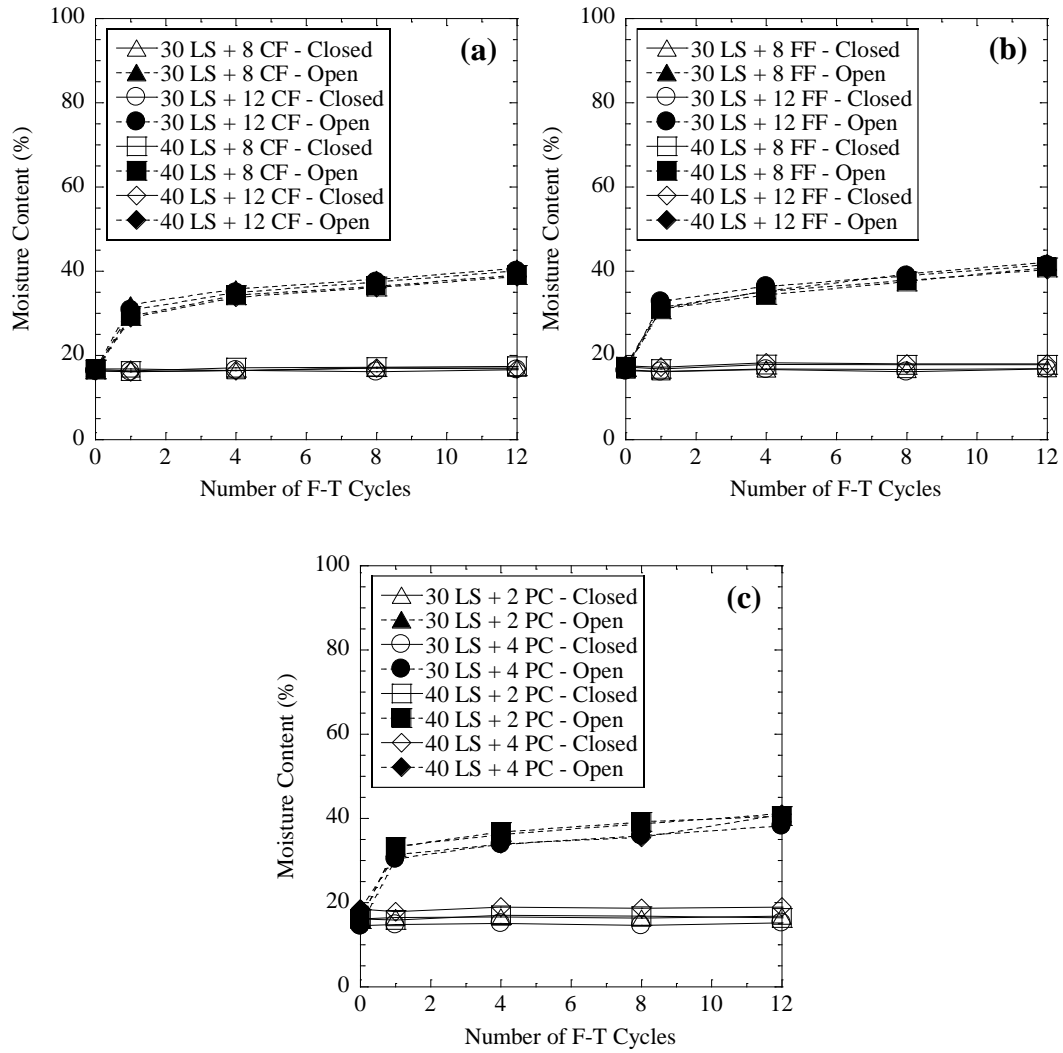 (a)
30 LS + 8 CF - Closed
30 LS + 8 CF - Open
30 LS + 12 CF - Closed
30 LS + 12 CF - Open
40 LS + 8 CF - Closed
40 LS + 8 CF - Open
40 LS + 12 CF - Closed
40 LS + 12 CF - Open
Moisture Content (%)
100
80
60
40
20
0
0 2 4 6 8 10 12
Number of F-T Cycles
(b)
30 LS + 8 FF - Closed
30 LS + 8 FF - Open
30 LS + 12 FF - Closed
30 LS + 12 FF - Open
40 LS + 8 FF - Closed
40 LS + 8 FF - Open
40 LS + 12 FF - Closed
40 LS + 12 FF - Open
Moisture Content (%)
100
80
60
40
20
0
0 2 4 6 8 10 12
Number of F-T Cycles
(c)
30 LS + 2 PC - Closed
30 LS + 2 PC - Open
30 LS + 4 PC - Closed
30 LS + 4 PC - Open
40 LS + 2 PC - Closed
40 LS + 2 PC - Open
40 LS + 4 PC - Closed
40 LS + 4 PC - Open
Moisture Content (%)
100
80
60
40
20
0
0 2 4 6 8 10 12
Number of F-T Cycles